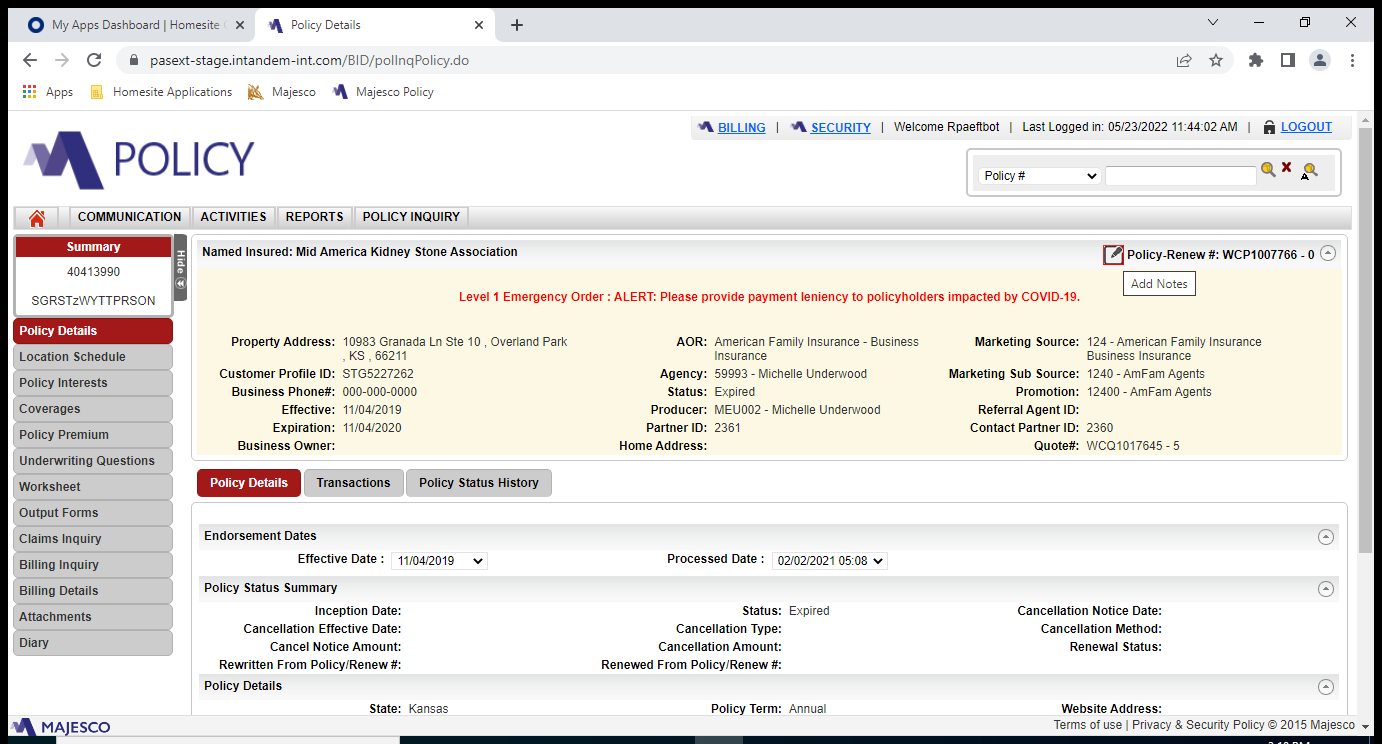 My Apps Dashboard | Homesite
Policy Details
pasext-stage.intandem-int.com/BID/polInqPolicy.do
Apps Homesite Applications Majesco Majesco Policy
BILLING | SECURITY | Welcome Rpaeftbot | Last Logged in: 05/23/2022 11:44:02 AM | LOGOUT
POLICY
Policy #
A
COMMUNICATION ACTIVITIES REPORTS POLICY INQUIRY
Summary
40413990
SGRSTzWYTTPRSON
Hide
Policy Details
Location Schedule
Policy Interests
Coverages
Policy Premium
Underwriting Questions
Worksheet
Output Forms
Claims Inquiry
Billing Inquiry
Billing Details
Attachments
Diary
Named Insured: Mid America Kidney Stone Association
Policy-Renew #: WCP1007766 - 0
Add Notes
Level 1 Emergency Order : ALERT: Please provide payment leniency to policyholders impacted by COVID-19.
Property Address: 10983 Granada Ln Ste 10 , Overland Park
, KS , 66211
AOR: American Family Insurance - Business
Insurance
Marketing Source: 124 - American Family Insurance
Business Insurance
Customer Profile ID: STG5227262 Agency: 59993 - Michelle Underwood Marketing Sub Source: 1240 - AmFam Agents
Business Phone#: 000-000-0000 Status: Expired Promotion: 12400 - AmFam Agents
Effective: 11/04/2019 Producer: MEU002 - Michelle Underwood Referral Agent ID:
Expiration: 11/04/2020 Partner ID: 2361 Contact Partner ID: 2360
Business Owner: Home Address: Quote#: WCQ1017645 - 5
Policy Details Transactions Policy Status History
Endorsement Dates
Effective Date : 11/04/2019 Processed Date : 02/02/2021 05:08
Policy Status Summary
Inception Date: Status: Expired Cancellation Notice Date:
Cancellation Effective Date: Cancellation Type: Cancellation Method:
Cancel Notice Amount: Cancellation Amount: Renewal Status:
Rewritten From Policy/Renew #: Renewed From Policy/Renew #:
Policy Details
State: Kansas Policy Term: Annual Website Address:
MAJESCO
Terms of use | Privacy & Security Policy © 2015 Majesco